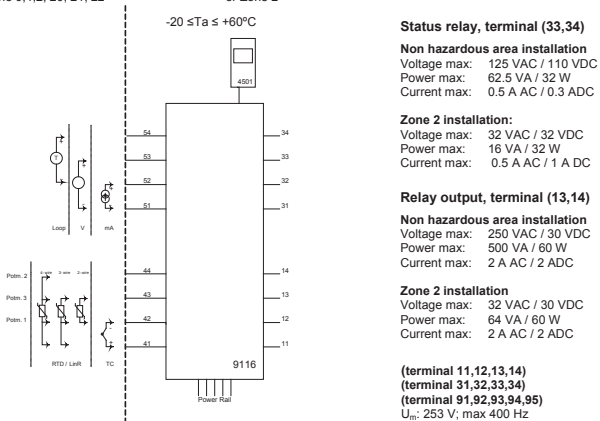 -20 ≤Ta ≤ +60ºC
4501
54
53
52
51
34
33
32
31
T
Loop
V
mA
44
43
42
41
14
13
12
11
Potm. 2
Potm. 3
Potm. 1
4-wire
3-wire
2-wire
RTD / LinR
TC
9116
Power Rail
Status relay, terminal (33,34)
Non hazardous area installation
Voltage max: 125 VAC / 110 VDC
Power max: 62.5 VA / 32 W
Current max: 0.5 A AC / 0.3 ADC
Zone 2 installation:
Voltage max: 32 VAC / 32 VDC
Power max: 16 VA / 32 W
Current max: 0.5 A AC / 1 A DC
Relay output, terminal (13,14)
Non hazardous area installation
Voltage max: 250 VAC / 30 VDC
Power max: 500 VA / 60 W
Current max: 2 A AC / 2 ADC
Zone 2 installation
Voltage max: 32 VAC / 30 VDC
Power max: 64 VA / 60 W
Current max: 2 A AC / 2 ADC
(terminal 11,12,13,14)
(terminal 31,32,33,34)
(terminal 91,92,93,94,95)
Um: 253 V; max 400 Hz